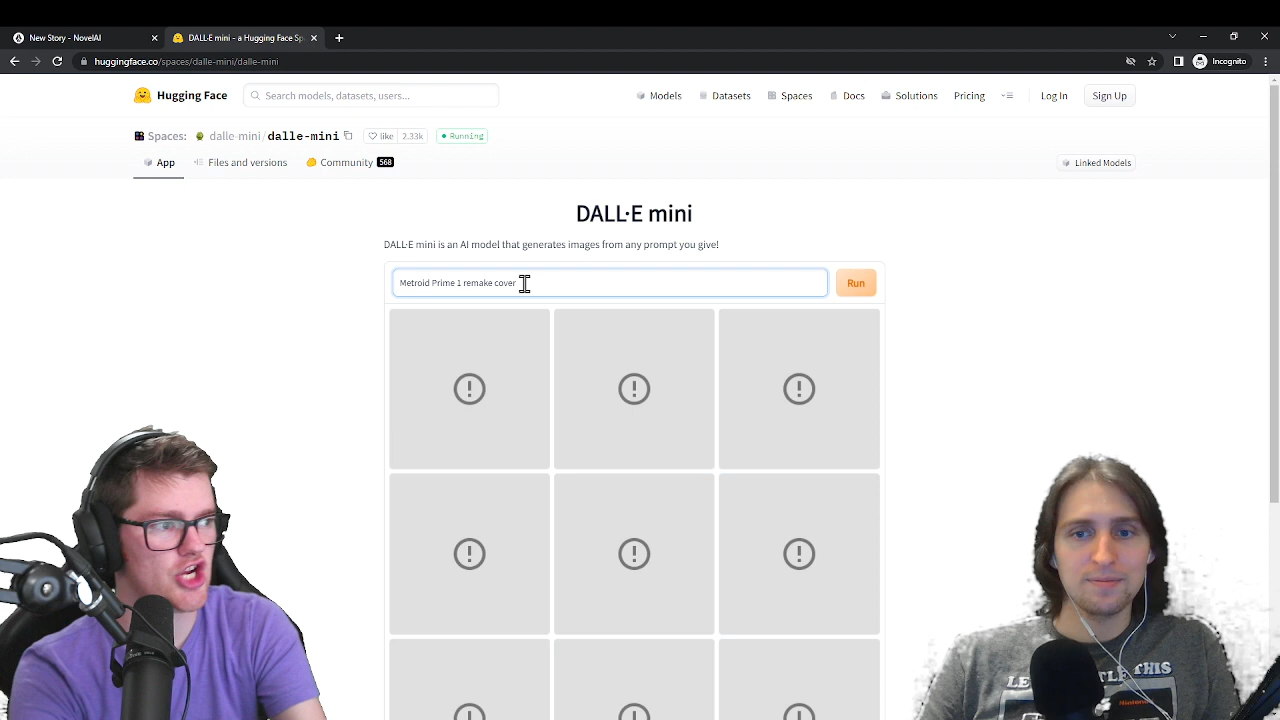 New Story - NovelAI
DALL·E mini - a Hugging Face Sp
huggingface.co/spaces/dalle-mini/dalle-mini
Incognito
Hugging Face
Search models, datasets, users...
Models Datasets Spaces Docs Solutions Pricing Log In Sign Up
Spaces: dalle-mini/dalle-mini like 2.33k Running
App Files and versions Community 568 Linked Models
DALL·E mini
DALL·E mini is an AI model that generates images from any prompt you give!
Metroid Prime 1 remake cover Run
THIS
Nintendo